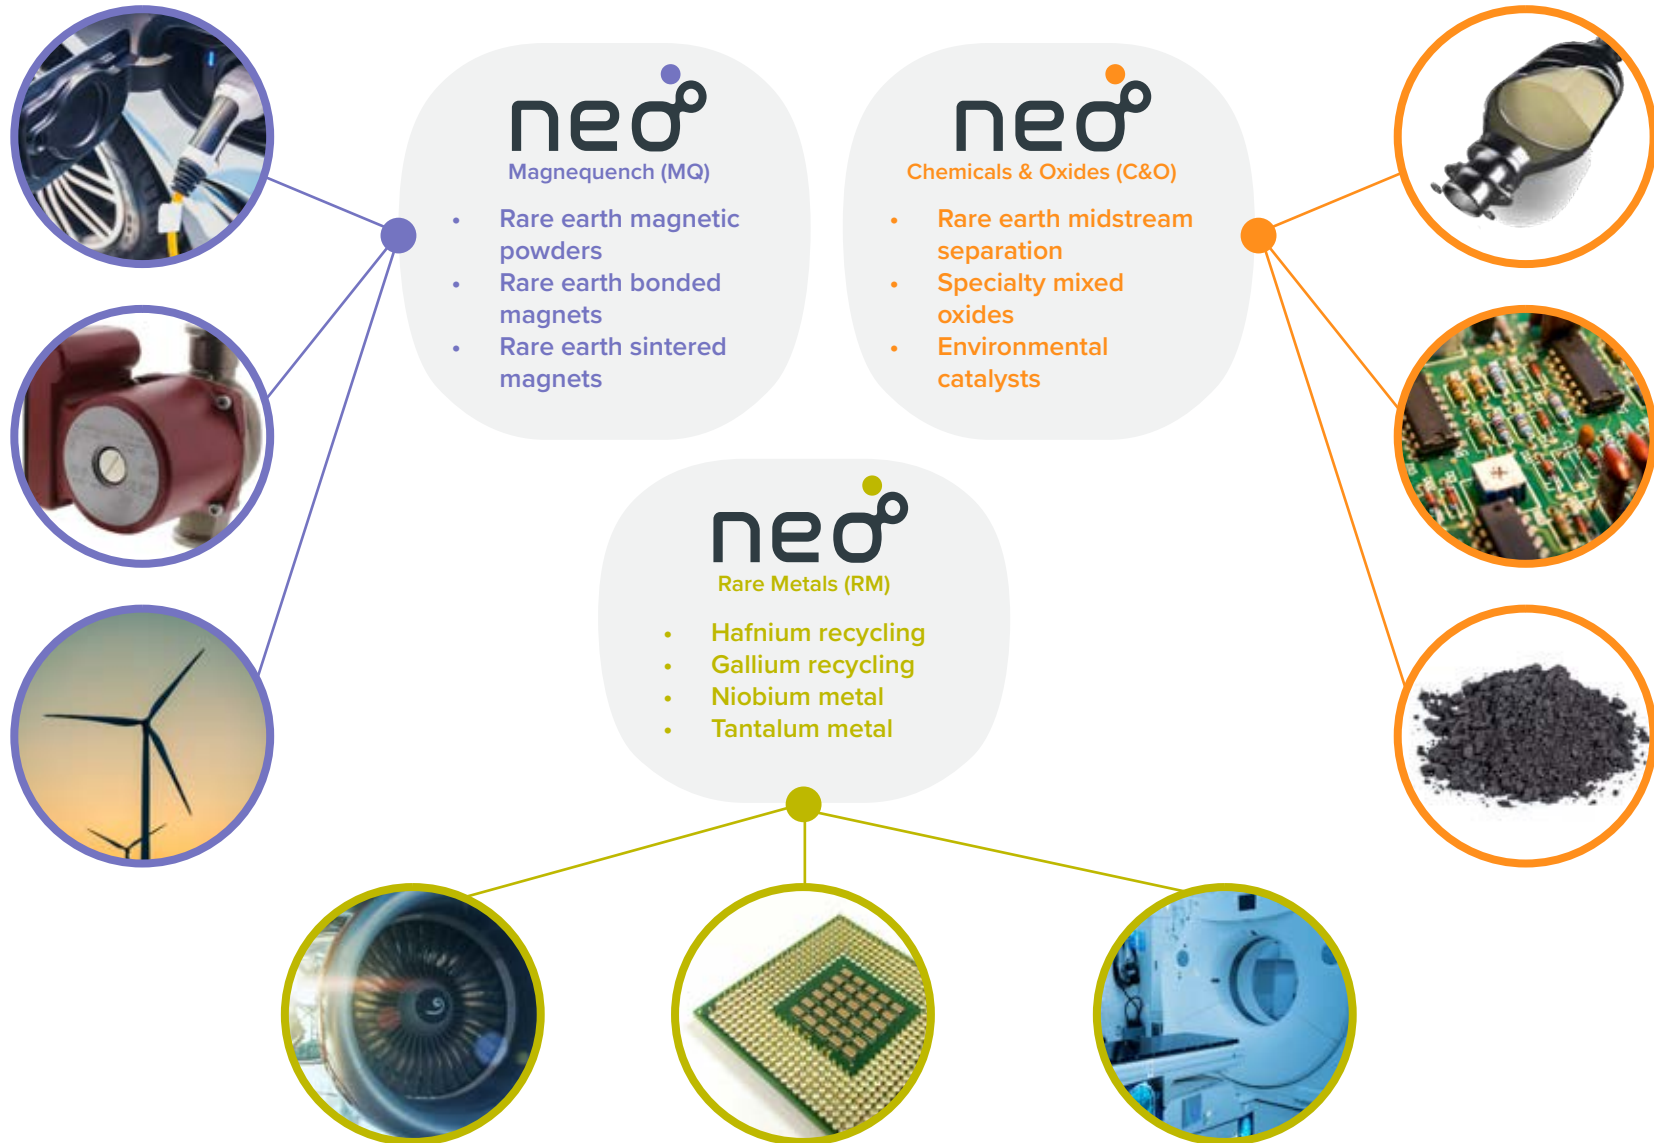 neo
Magnequench (MQ)
• Rare earth magnetic
powders
• Rare earth bonded
magnets
• Rare earth sintered
magnets
neo
Chemicals & Oxides (C&O)
• Rare earth midstream
separation
• Specialty mixed
oxides
• Environmental
catalysts
neo
Rare Metals (RM)
• Hafnium recycling
• Gallium recycling
• Niobium metal
• Tantalum metal